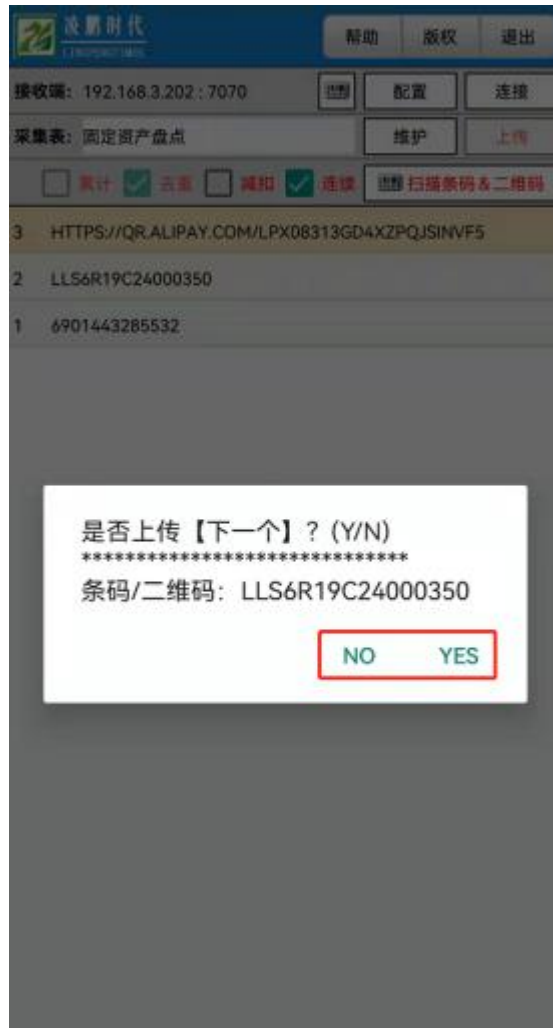 凌鹏时代
LINGPENGTIMES
帮助 版权 退出
接收端: 192.168.3.202 : 7070 清 配置 连接
采集表: 固定资产盘点 维护 上传
累计 去重 减扣 连续 扫描条码&二维码
3 HTTPS://QR.ALIPAY.COM/LPX08313GD4XZPQJSINVF5
2 LLS6R19C24000350
1 6901443285532
是否上传【下一个】? (Y/N)
******************************
条码/二维码: LLS6R19C24000350
NO YES